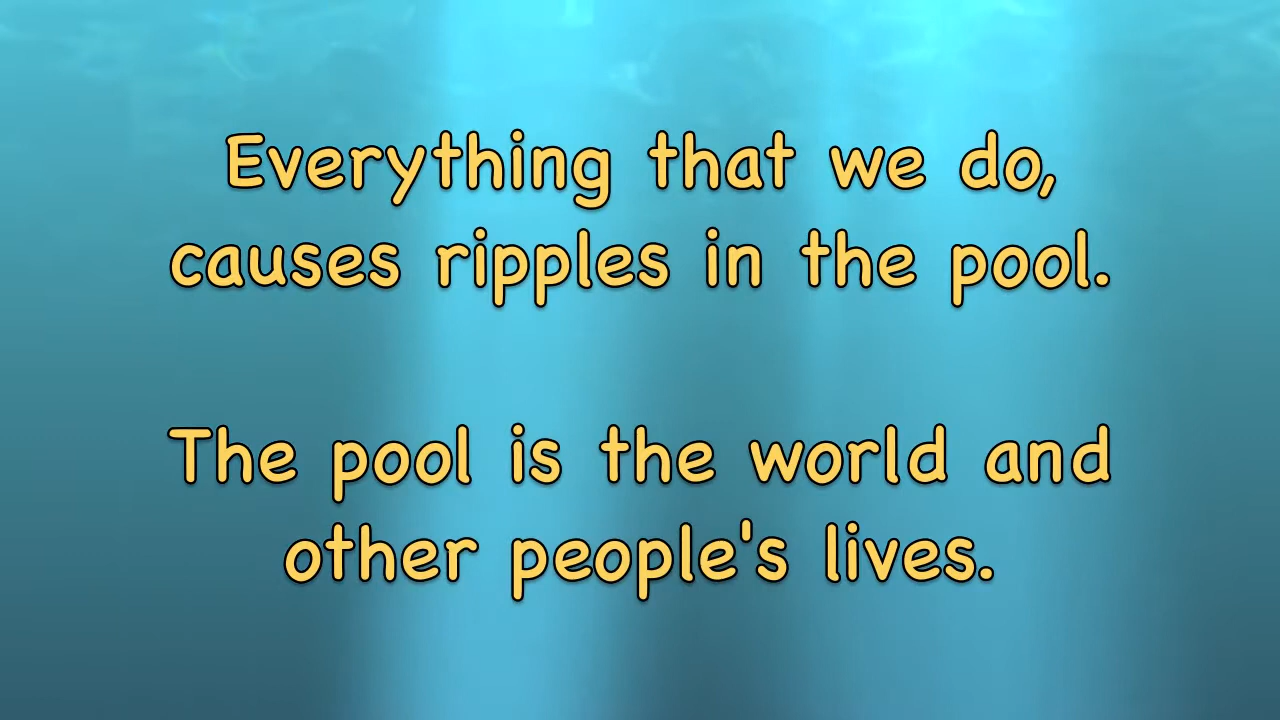 Everything that we do,
causes ripples in the pool.
The pool is the world and
other people's lives.